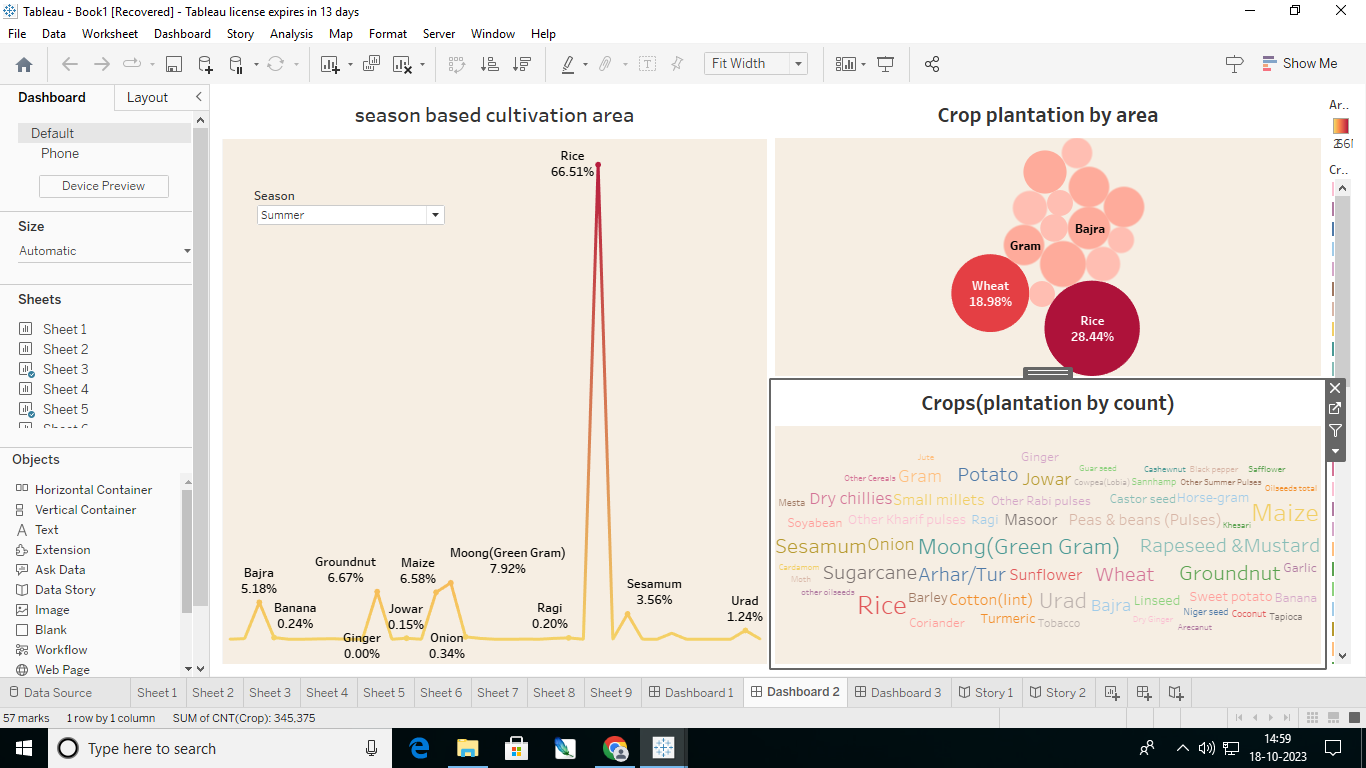 Tableau - Book1 [Recovered] - Tableau license expires in 13 days
File Data Worksheet Dashboard Story Analysis Map Format Server Window Help
Fit Width
Show Me
Dashboard Layout
Default
Phone
Device Preview
Size
Automatic
Sheets
Sheet 1
Sheet 2
Sheet 3
Sheet 4
Sheet 5
Objects
Horizontal Container
Vertical Container
Text
Extension
Ask Data
Data Story
Image
Blank
Workflow
Web Page
season based cultivation area
Season
Summer
Rice
66.51%
Bajra
5.18%
Banana
0.24%
Groundnut
6.67%
Ginger
0.00%
Jowar
0.15%
Maize
6.58%
Onion
0.34%
Moong(Green Gram)
7.92%
Ragi
0.20%
Sesamum
3.56%
Urad
1.24%
Crop plantation by area
Bajra
Gram
Wheat
18.98%
Rice
28.44%
Ar..
Cr...
Crops(plantation by count)
Jute Ginger
Other Cereals Gram Potato Jowar Guar seed Cowpea(Lobia) Cashewnut Sannhamp Black pepper Other Summer Pulses Safflower
Oilseeds total
Mesta Dry chillies Small millets Other Rabi pulses Castor seed Horse-gram
Soyabean Other Kharif pulses Ragi Masoor Peas & beans (Pulses) Khesari Maize
Sesamum Onion Moong(Green Gram) Rapeseed &Mustard
Cardamom Moth Sugarcane Arhar/Tur Sunflower Wheat Groundnut Garlic
other oilseeds Rice Barley Cotton(lint) Urad Bajra Linseed Sweet potato Banana
Coriander Turmeric Tobacco Dry Ginger Niger seed Coconut Tapioca
Arecanut
Data Source Sheet 1 Sheet 2 Sheet 3 Sheet 4 Sheet 5 Sheet 6 Sheet 7 Sheet 8 Sheet 9 Dashboard 1 Dashboard 2 Dashboard 3 Story 1 Story 2
57 marks 1 row by 1 column SUM of CNT(Crop): 345,375
Type here to search
14:59
18-10-2023